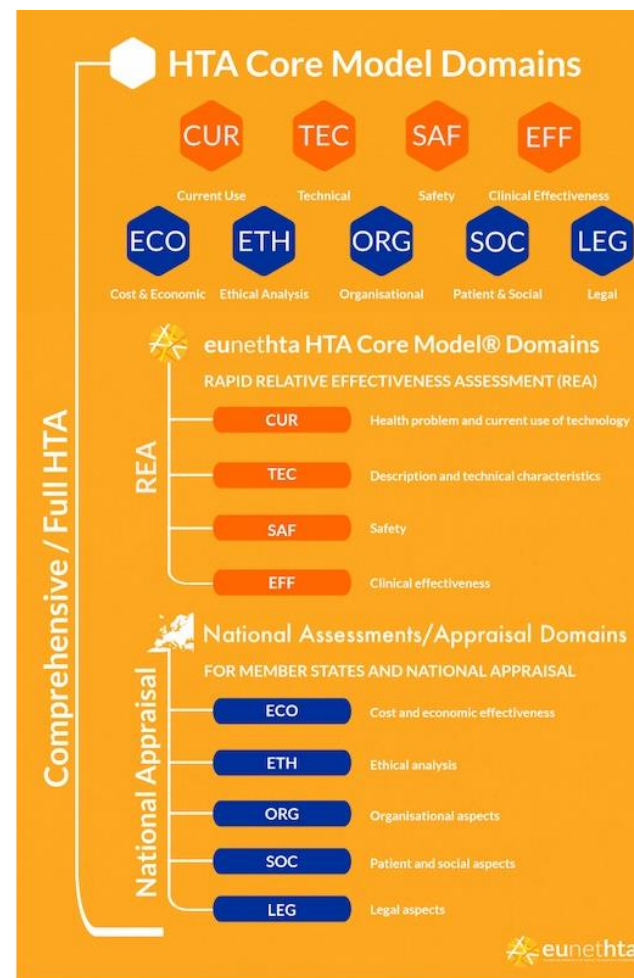 HTA Core Model Domains
CUR TEC SAF EFF
Current Use Technical Safety Clinical Effectiveness
ECO ETH ORG SOC LEG
Cost & Economic Ethical Analysis Organisational Patient & Social Legal
eunethta HTA Core Model® Domains
RAPID RELATIVE EFFECTIVENESS ASSESSMENT (REA)
REA
CUR Health problem and current use of technology
TEC Description and technical characteristics
SAF Safety
EFF Clinical effectiveness
Comprehensive / Full HTA
National Assessments/Appraisal Domains
FOR MEMBER STATES AND NATIONAL APPRAISAL
National Appraisal
ECO Cost and economic effectiveness
ETH Ethical analysis
ORG Organisational aspects
SOC Patient and social aspects
LEG Legal aspects
eunethta